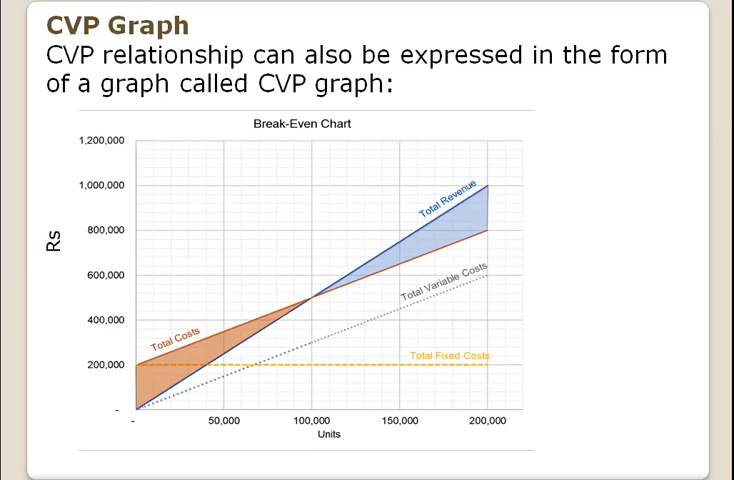 CVP Graph
CVP relationship can also be expressed in the form
of a graph called CVP graph:
Break-Even Chart
1,200,000
1,000,000
800,000
600,000
400,000
200,000
-
Rs
Total Revenue
Total Variable Costs
Total Costs
Total Fixed Costs
- 50,000 100,000 150,000 200,000
Units